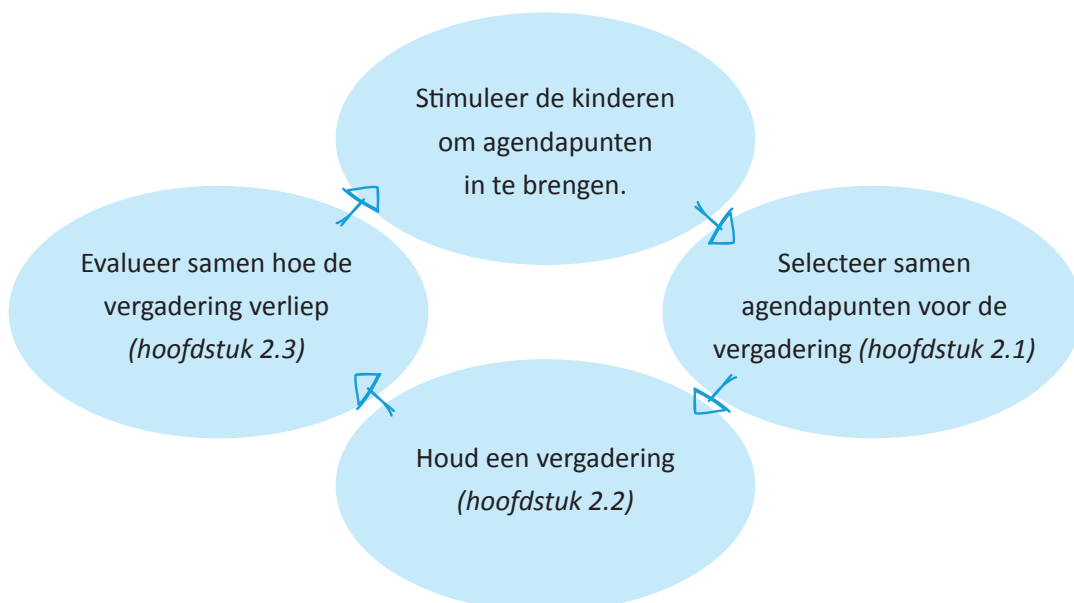 Stimuleer de kinderen
om agendapunten
in te brengen.
Selecteer samen
agendapunten voor de
vergadering (hoofdstuk 2.1)
Houd een vergadering
(hoofdstuk 2.2)
Evalueer samen hoe de
vergadering verliep
(hoofdstuk 2.3)